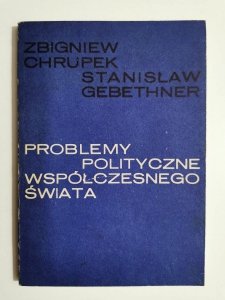 ZBIGNIEW
CHRUPEK
STANISŁAW
GEBETHNER
PROBLEMY
POLITYCZNE
WSPÓŁCZESNEGO
ŚWIATA